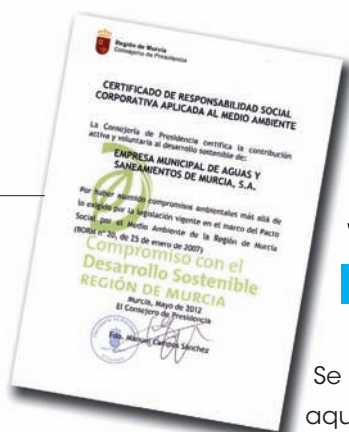 Región de Murcia
Consejería de Presidencia
CERTIFICADO DE RESPONSABILIDAD SOCIAL
CORPORATIVA APLICADA AL MEDIO AMBIENTE
La Consejería de Presidencia certifica la contribución
activa y voluntaria al desarrollo sostenible de:
EMPRESA MUNICIPAL DE AGUAS Y
SANEAMIENTOS DE MURCIA, S.A.
Por haber asumido compromisos ambientales más allá de
lo exigido por la legislación vigente en el marco del Pacto
Social por el Medio Ambiente de la Región de Murcia
(BORM nº 20, de 25 de enero de 2007)
Compromiso con el
Desarrollo Sostenible
REGIÓN DE MURCIA
Murcia, Mayo de 2012
El Consejero de Presidencia
Fdo. Manuel Campos Sánchez
Se
aqu